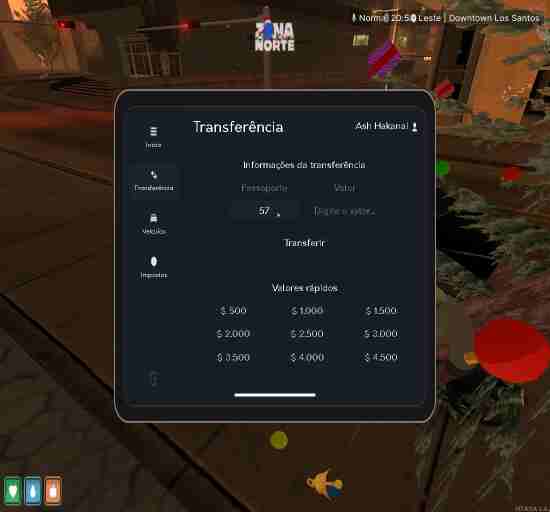 Normal 20:58 Leste | Downtown Los Santos
ZONA
NORTE
Transferência
Ash Hakanai
Início
Transferência
Veículos
Impostos
Informações da transferência
Passaporte Valor
57 Digite o valor...
Transferir
Valores rápidos
$ 500 $ 1.000 $ 1.500
$ 2.000 $ 2.500 $ 3.000
$ 3.500 $ 4.000 $ 4.500